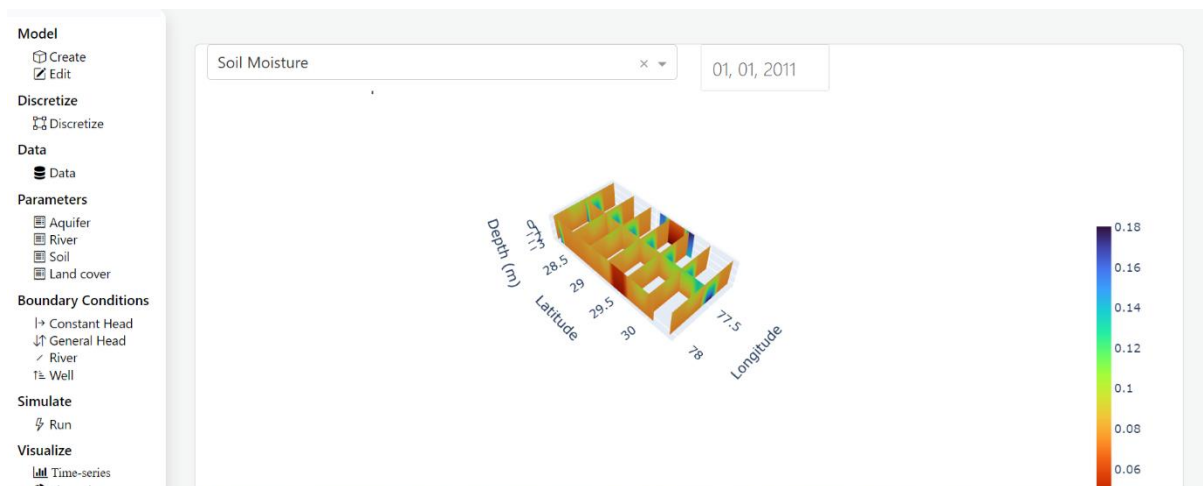 Model
Create
Edit
Discretize
Discretize
Data
Data
Parameters
Aquifer
River
Soil
Land cover
Boundary Conditions
Constant Head
General Head
River
Well
Simulate
Run
Visualize
Time-series
Soil Moisture
01, 01, 2011
Depth (m)
28.5
29
29.5
30
Latitude
77.5
78
Longitude
0.18
0.16
0.14
0.12
0.1
0.08
0.06